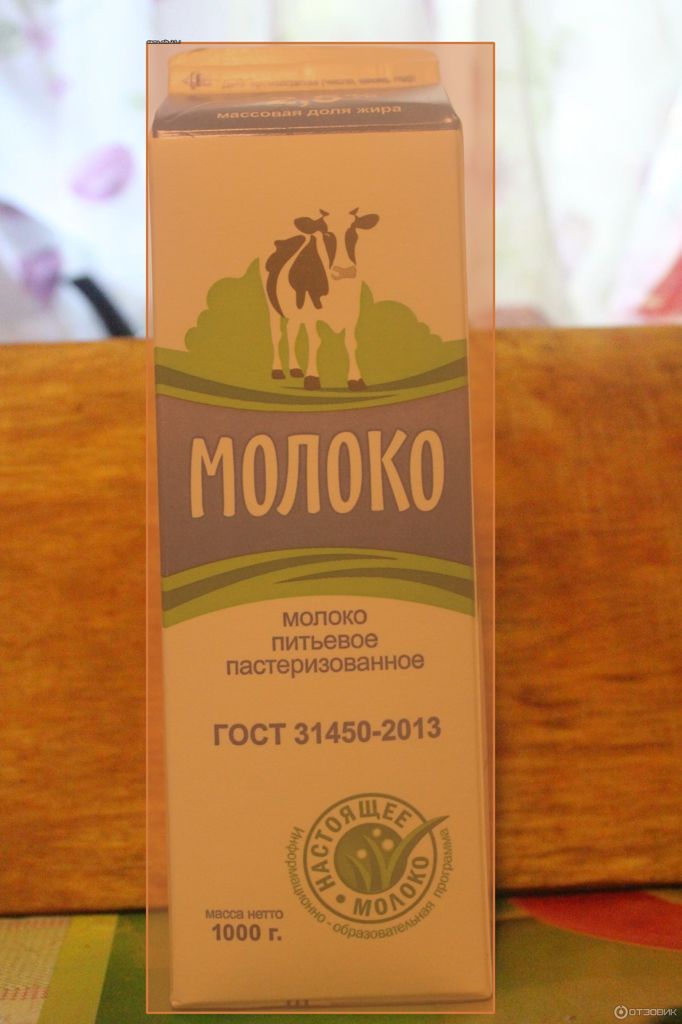 массовая доля жира
МОЛОКО
МОЛОКО
ПИТЬЕВОЕ
ПАСТЕРИЗОВАННОЕ
ГОСТ 31450-2013
НАСТОЯЩЕЕ
МОЛОКО
Информационно - образовательная программа
масса нетто
1000 г.
ОТЗОВИК